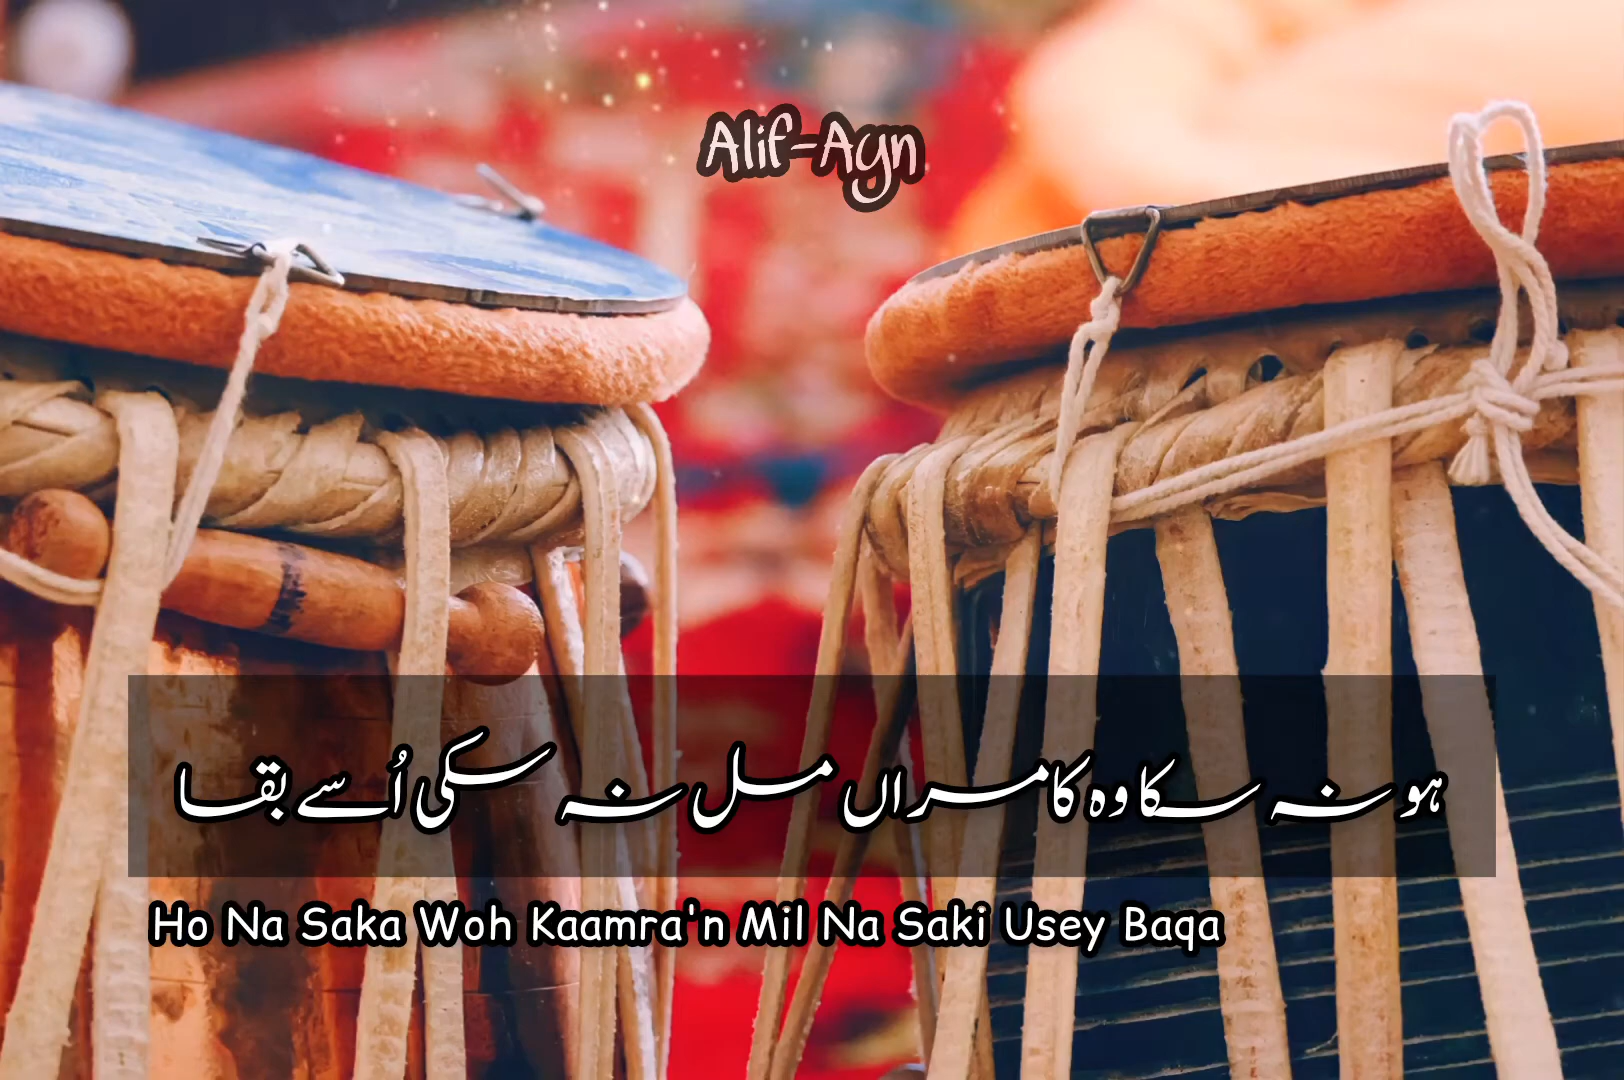 Alif-Agn
ہو نہ سکا وہ کامراں مل نہ سکی اُسے بقا
Ho Na Saka Woh Kaamra'n Mil Na Saki Usey Baqa